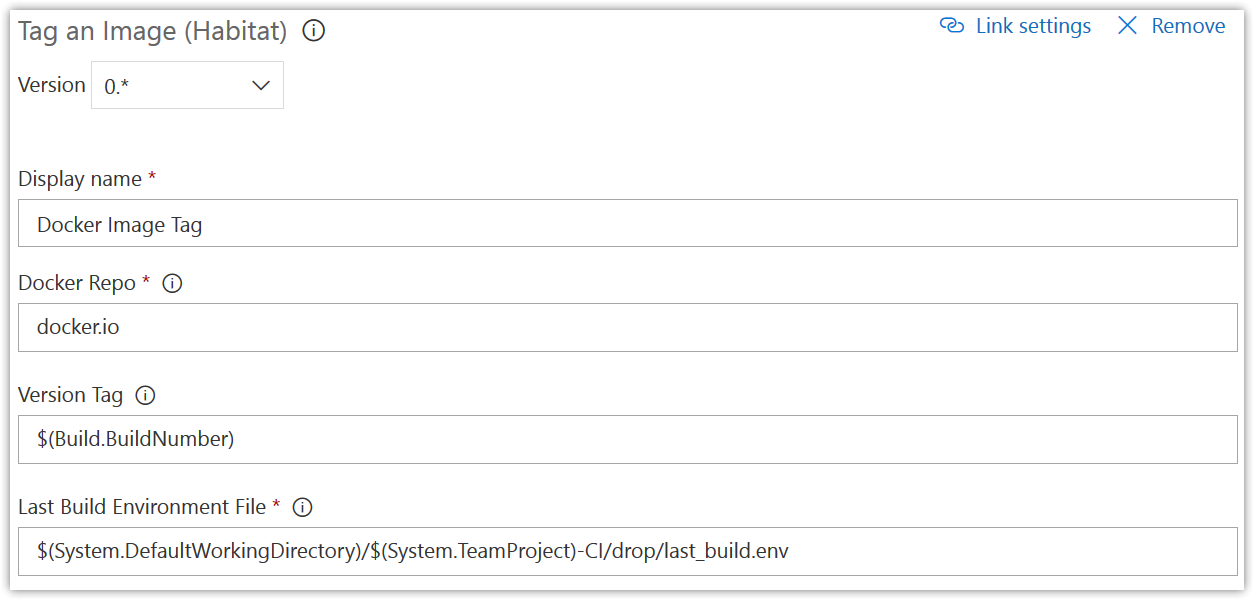 Tag an Image (Habitat)
Link settings
Remove
Version 0.*
Display name *
Docker Image Tag
Docker Repo *
docker.io
Version Tag
$(Build.BuildNumber)
Last Build Environment File *
$(System.DefaultWorkingDirectory)/$(System.TeamProject)-CI/drop/last_build.env